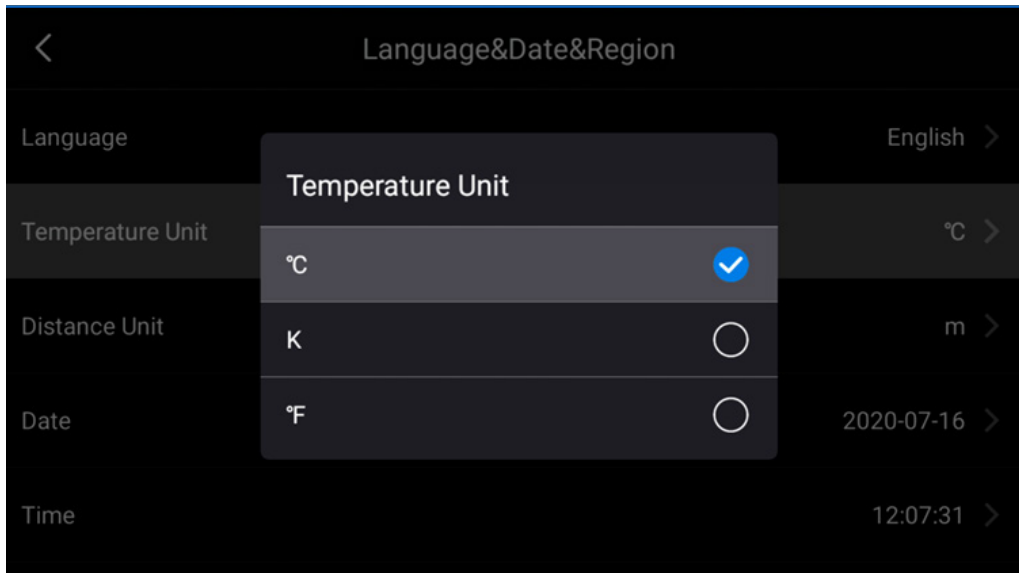 Language&Date&Region
Language English
Temperature Unit
Temperature Unit ℃
℃
Distance Unit m
K
Date 2020-07-16
℉
Time 12:07:31